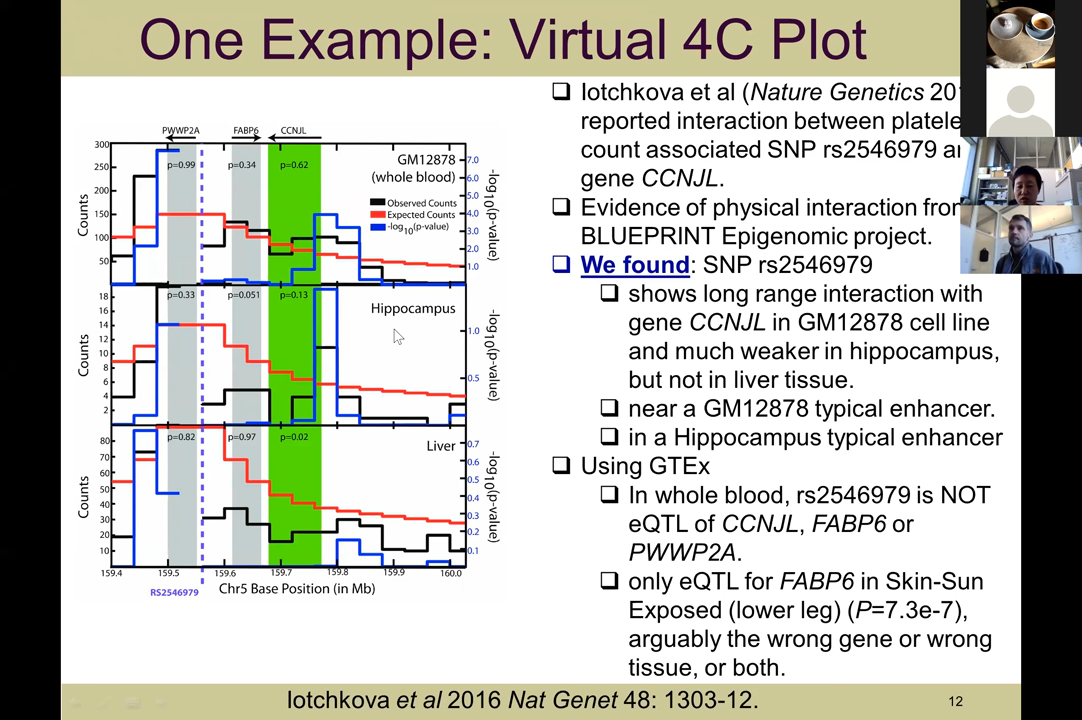 One Example: Virtual 4C Plot
PWWP2A FABP6 CCNJL
300
250
200
150
100
50
Counts
p=0.99 p=0.34 p=0.62
GM12878
(whole blood)
Observed Counts
Expected Counts
-log10(p-value)
7.0
6.0
5.0
4.0
3.0
2.0
1.0
-log10(p-value)
18
16
14
12
10
8
6
4
2
Counts
p=0.33 p=0.051 p=0.13
Hippocampus
1.0
0.5
-log10(p-value)
80
70
60
50
40
30
20
10
Counts
p=0.82 p=0.97 p=0.02
Liver
0.7
0.6
0.5
0.4
0.3
0.2
0.1
-log10(p-value)
159.4 159.5 159.6 159.7 159.8 159.9 160.0
RS2546979 Chr5 Base Position (in Mb)
Iotchkova et al (Nature Genetics
reported interaction between
count associated SNP rs2546979
gene CCNJL.
Evidence of physical interaction
BLUEPRINT Epigenomic project.
We found: SNP rs2546979
shows long range interaction with
gene CCNJL in GM12878 cell line
and much weaker in hippocampus,
but not in liver tissue.
near a GM12878 typical enhancer.
in a Hippocampus typical enhancer
Using GTEx
In whole blood, rs2546979 is NOT
eQTL of CCNJL, FABP6 or
PWWP2A.
only eQTL for FABP6 in Skin-Sun
Exposed (lower leg) (P=7.3e-7),
arguably the wrong gene or wrong
tissue, or both.
Iotchkova et al 2016 Nat Genet 48: 1303-12.
12